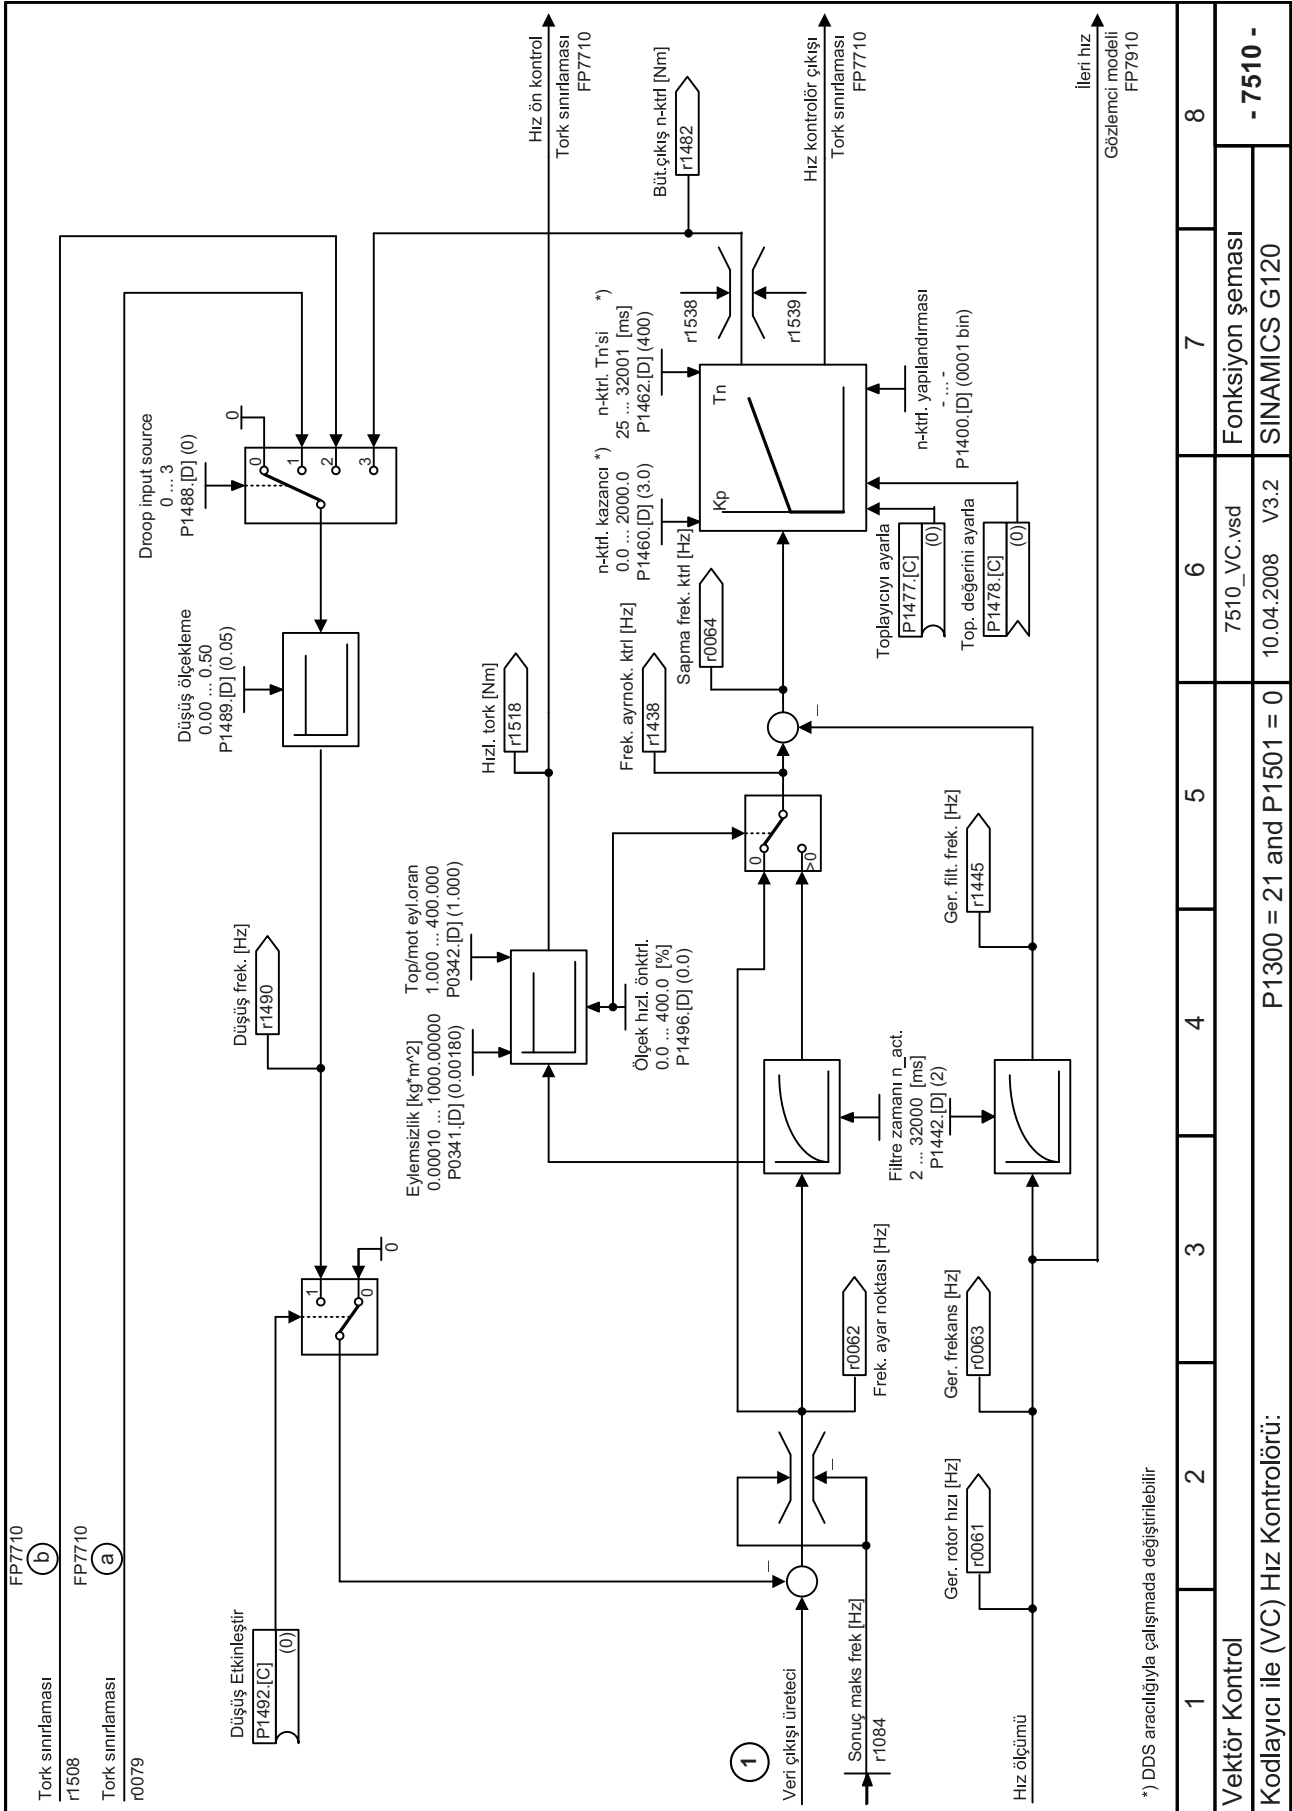 FP7710
b
Tork sınırlaması
r1508
FP7710
a
Tork sınırlaması
r0079
Düşüş Etkinleştir
P1492.[C]
(0)
1
0
0
Düşüş frek. [Hz]
r1490
Düşüş ölçekleme
0.00 ... 0.50
P1489.[D] (0.05)
Droop input source
0 ... 3
P1488.[D] (0)
0
0
1
2
3
Hız ön kontrol
Tork sınırlaması
FP7710
Eylemsizlik [kg*m^2]
0.00010 ... 1000.00000
P0341.[D] (0.00180)
Top/mot eyl.oran
1.000 ... 400.000
P0342.[D] (1.000)
Hızl. tork [Nm]
r1518
Ölçek hızl. önktrl.
0.0 ... 400.0 [%]
P1496.[D] (0.0)
Frek. ayrnok. ktrl [Hz]
r1438
Sapma frek. ktrl [Hz]
r0064
n-ktrl. kazancı *)
0.0 ... 2000.0
P1460.[D] (3.0)
n-ktrl. Tn'si *)
25 ... 32001 [ms]
P1462.[D] (400)
Kp
Tn
r1538
r1539
Büt.çıkış n-ktrl [Nm]
r1482
Hız kontrolör çıkışı
Tork sınırlaması
FP7710
0
>0
–
Toplayıcıyı ayarla
P1477.[C]
(0)
Top. değerini ayarla
P1478.[C]
(0)
n-ktrl. yapılandırması
- ... -
P1400.[D] (0001 bin)
1
Veri çıkışı üreteci
–
–
Sonuç maks frek [Hz]
r1084
r0062
Frek. ayar noktası [Hz]
Filtre zamanı n_act.
2 ... 32000 [ms]
P1442.[D] (2)
Hız ölçümü
Ger. rotor hızı [Hz]
r0061
Ger. frekans [Hz]
r0063
Ger. filt. frek. [Hz]
r1445
İleri hız
Gözlemci modeli
FP7910
*) DDS aracılığıyla çalışmada değiştirilebilir
1 2 3 4 5 6 7 8
Vektör Kontrol
7510_VC.vsd
Fonksiyon şeması
- 7510 -
Kodlayıcı ile (VC) Hız Kontrolörü:
P1300 = 21 and P1501 = 0
10.04.2008 V3.2
SINAMICS G120